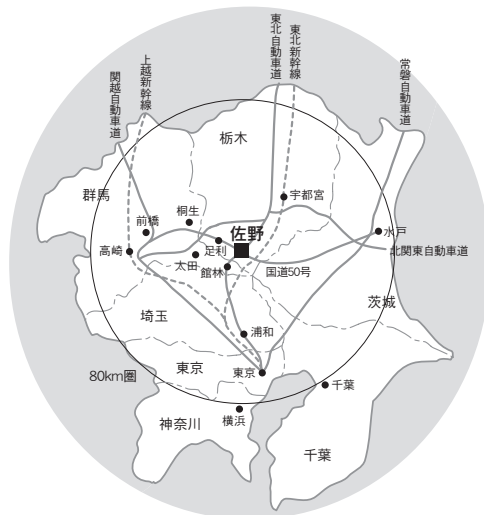 関越自動車道
上越新幹線
東北自動車道
東北新幹線
常磐自動車道
栃木
群馬
宇都宮
桐生
前橋
佐野
水戸
高崎
足利
北関東自動車道
太田
館林
国道50号
茨城
埼玉
浦和
東京
東京
80km圏
千葉
横浜
神奈川
千葉